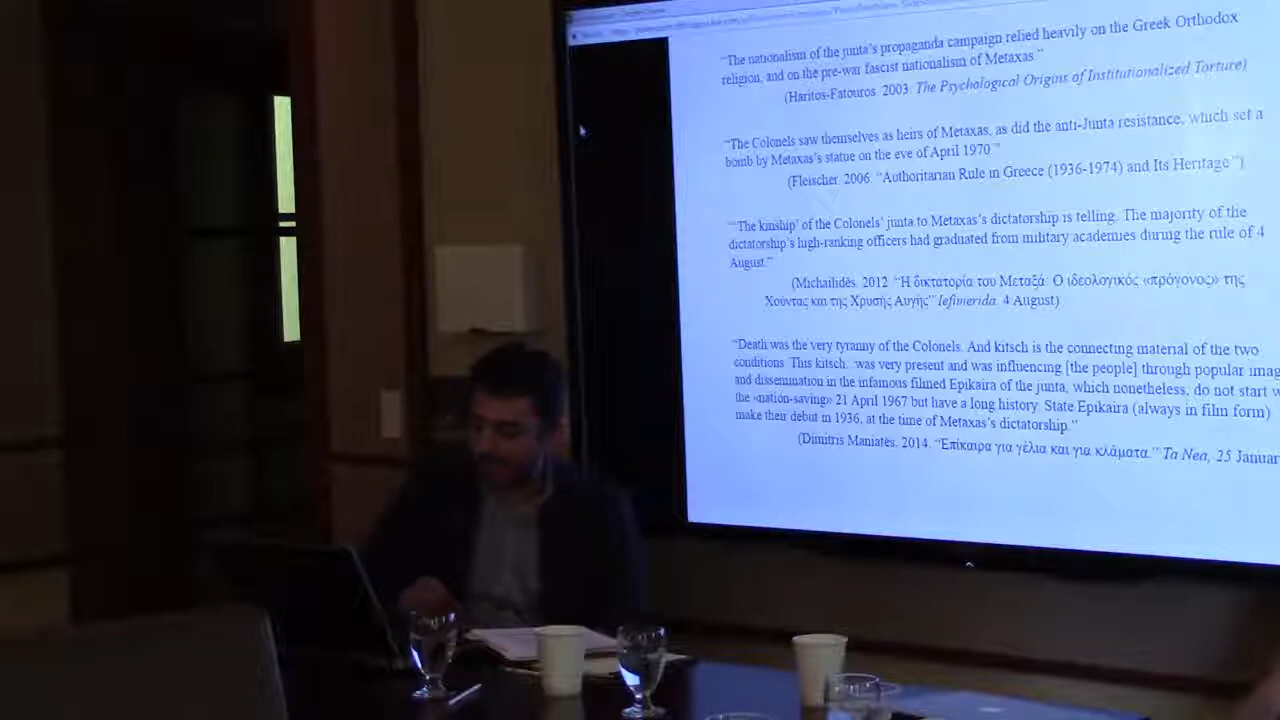 “The nationalism of the junta’s propaganda campaign relied heavily on the Greek Orthodox
religion, and on the pre-war fascist nationalism of Metaxas.”
(Haritos-Fatouros. 2003. The Psychological Origins of Institutionalized Torture)
“The Colonels saw themselves as heirs of Metaxas, as did the anti-Junta resistance, which set a
bomb by Metaxas’s statue on the eve of April 1970.”
(Fleischer. 2006. “Authoritarian Rule in Greece (1936-1974) and Its Heritage”)
“‘The kinship’ of the Colonels’ junta to Metaxas’s dictatorship is telling. The majority of the
dictatorship’s high-ranking officers had graduated from military academies during the rule of 4
August.”
(Michailidēs. 2012 “Η δικτατορία του Μεταξά: Ο ιδεολογικός «πρόγονος» της
Χούντας και της Χρυσής Αυγής” Iefimerida. 4 August)
“Death was the very tyranny of the Colonels. And kitsch is the connecting material of the two
conditions. This kitsch.. was very present and was influencing [the people] through popular imag
and dissemination in the infamous filmed Epikaira of the junta, which nonetheless, do not start w
the «nation-saving» 21 April 1967 but have a long history. State Epikaira (always in film form)
make their debut in 1936, at the time of Metaxas’s dictatorship.”
(Dimitris Maniatēs. 2014. “Επίκαιρα για γέλια και για κλάματα.” Ta Nea, 25 Januar